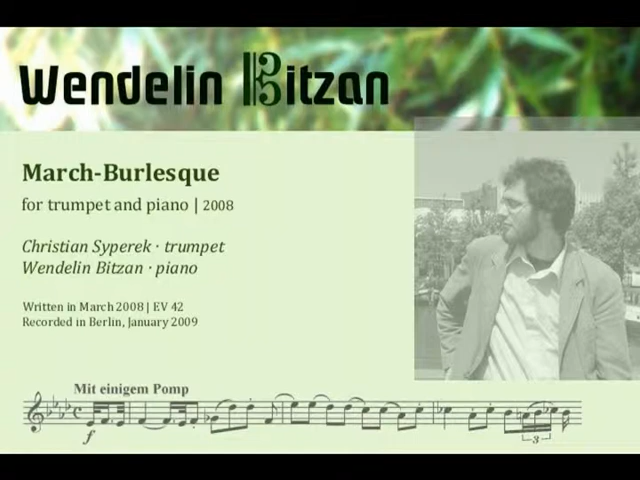 Wendelin Bitzan
March-Burlesque
for trumpet and piano | 2008
Christian Syperek · trumpet
Wendelin Bitzan · piano
Written in March 2008 | EV 42
Recorded in Berlin, January 2009
Mit einigem Pomp
f
3